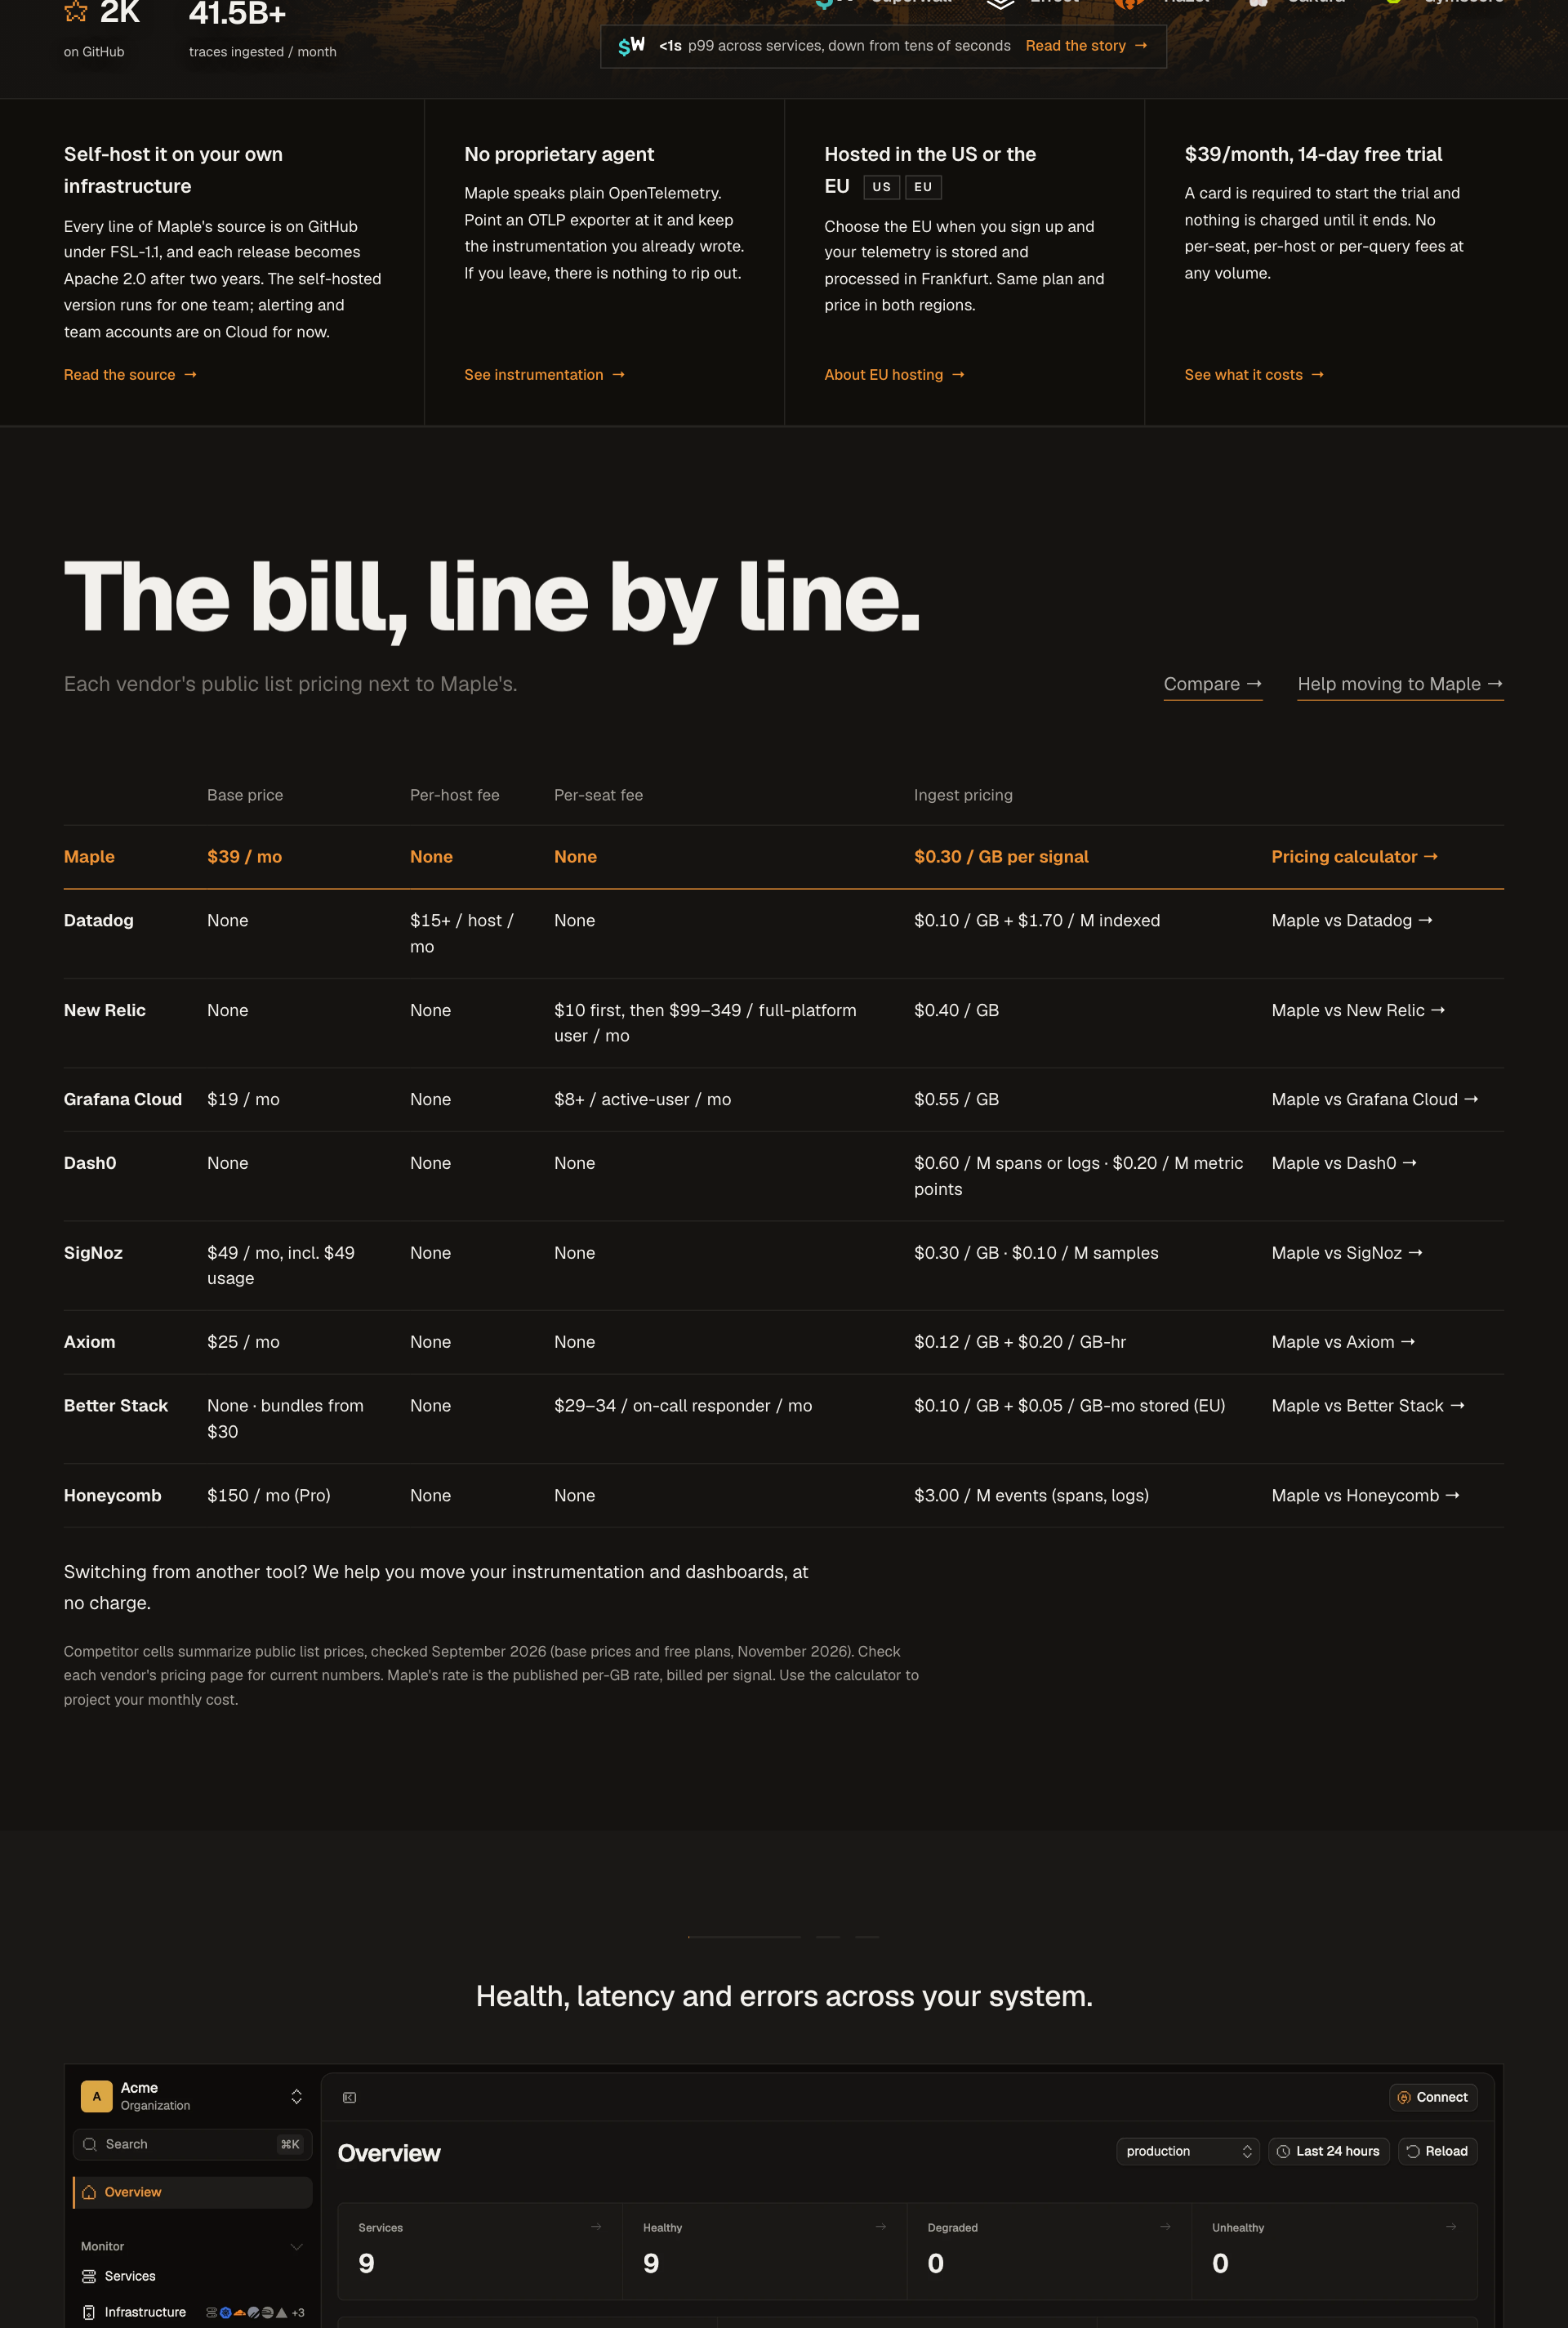 2K
41.5B+
on GitHub
traces ingested / month
$W <1s p99 across services, down from tens of seconds Read the story →
Self-host it on your own
infrastructure
Every line of Maple's source is on GitHub
under FSL-1.1, and each release becomes
Apache 2.0 after two years. The self-hosted
version runs for one team; alerting and
team accounts are on Cloud for now.
Read the source →
No proprietary agent
Maple speaks plain OpenTelemetry.
Point an OTLP exporter at it and keep
the instrumentation you already wrote.
If you leave, there is nothing to rip out.
See instrumentation →
Hosted in the US or the
EU US EU
Choose the EU when you sign up and
your telemetry is stored and
processed in Frankfurt. Same plan and
price in both regions.
About EU hosting →
$39/month, 14-day free trial
A card is required to start the trial and
nothing is charged until it ends. No
per-seat, per-host or per-query fees at
any volume.
See what it costs →
The bill, line by line.
Each vendor's public list pricing next to Maple's.
Compare → Help moving to Maple →
Base price Per-host fee Per-seat fee Ingest pricing
Maple $39 / mo None None $0.30 / GB per signal Pricing calculator →
Datadog None $15+ / host / None $0.10 / GB + $1.70 / M indexed Maple vs Datadog →
mo
New Relic None None $10 first, then $99–349 / full-platform $0.40 / GB Maple vs New Relic →
user / mo
Grafana Cloud $19 / mo None $8+ / active-user / mo $0.55 / GB Maple vs Grafana Cloud →
Dash0 None None None $0.60 / M spans or logs · $0.20 / M metric Maple vs Dash0 →
points
SigNoz $49 / mo, incl. $49 None None $0.30 / GB · $0.10 / M samples Maple vs SigNoz →
usage
Axiom $25 / mo None None $0.12 / GB + $0.20 / GB-hr Maple vs Axiom →
Better Stack None · bundles from None $29–34 / on-call responder / mo $0.10 / GB + $0.05 / GB-mo stored (EU) Maple vs Better Stack →
$30
Honeycomb $150 / mo (Pro) None None $3.00 / M events (spans, logs) Maple vs Honeycomb →
Switching from another tool? We help you move your instrumentation and dashboards, at
no charge.
Competitor cells summarize public list prices, checked September 2026 (base prices and free plans, November 2026). Check
each vendor's pricing page for current numbers. Maple's rate is the published per-GB rate, billed per signal. Use the calculator to
project your monthly cost.
Health, latency and errors across your system.
A Acme
Organization
Connect
Search ⌘K
Overview
production Last 24 hours Reload
Overview
Services → Healthy → Degraded → Unhealthy →
9 9 0 0
Monitor
Services
Infrastructure +3